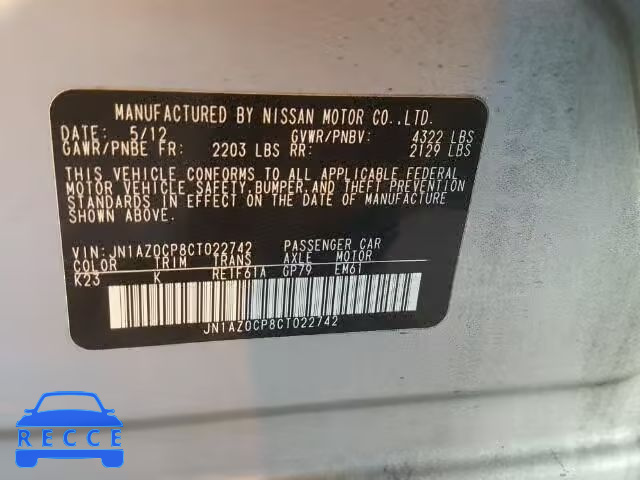 MANUFACTURED BY NISSAN MOTOR CO.,LTD.
DATE: 5/12 GVWR/PNBV: 4322 LBS
GAWR/PNBE FR: 2203 LBS RR: 2129 LBS
THIS VEHICLE CONFORMS TO ALL APPLICABLE FEDERAL
MOTOR VEHICLE SAFETY,BUMPER,AND THEFT PREVENTION
STANDARDS IN EFFECT ON THE DATE OF MANUFACTURE
SHOWN ABOVE.
VIN: JN1AZ0CP8CT022742 PASSENGER CAR
COLOR TRIM TRANS AXLE MOTOR
K23 K RE1F61A GP79 EM61
JN1AZ0CP8CT022742
RECCE